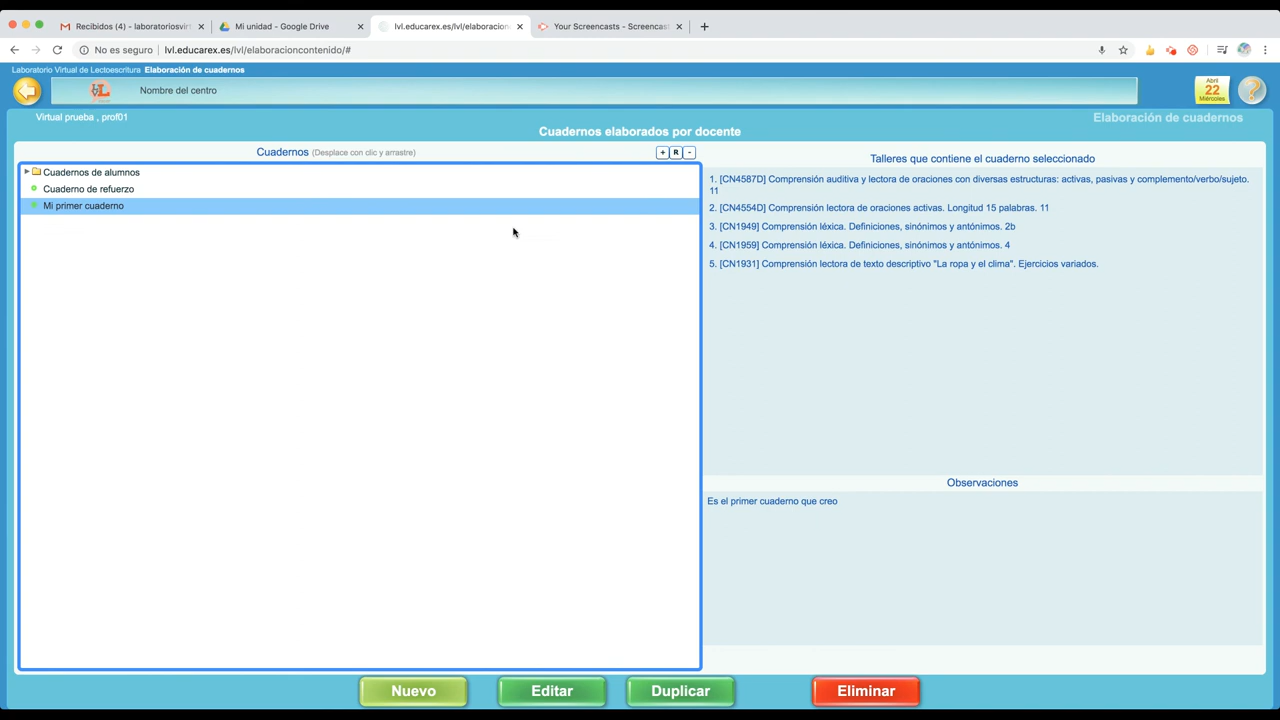 Recibidos (4) - laboratoriosvirt
Mi unidad - Google Drive
lvl.educarex.es/lvl/elaboracion
Your Screencasts - Screencast
No es seguro
lvl.educarex.es/lvl/elaboracioncontenido/#
Laboratorio Virtual de Lectoescritura Elaboración de cuadernos
Nombre del centro
Abril
22
Miércoles
?
Virtual prueba , prof01
Elaboración de cuadernos
Cuadernos elaborados por docente
Cuadernos (Desplace con clic y arrastre)
+ R -
Talleres que contiene el cuaderno seleccionado
Cuadernos de alumnos
Cuaderno de refuerzo
Mi primer cuaderno
1. [CN4587D] Comprensión auditiva y lectora de oraciones con diversas estructuras: activas, pasivas y complemento/verbo/sujeto.
11
2. [CN4554D] Comprensión lectora de oraciones activas. Longitud 15 palabras. 11
3. [CN1949] Comprensión léxica. Definiciones, sinónimos y antónimos. 2b
4. [CN1959] Comprensión léxica. Definiciones, sinónimos y antónimos. 4
5. [CN1931] Comprensión lectora de texto descriptivo "La ropa y el clima". Ejercicios variados.
Observaciones
Es el primer cuaderno que creo
Nuevo
Editar
Duplicar
Eliminar